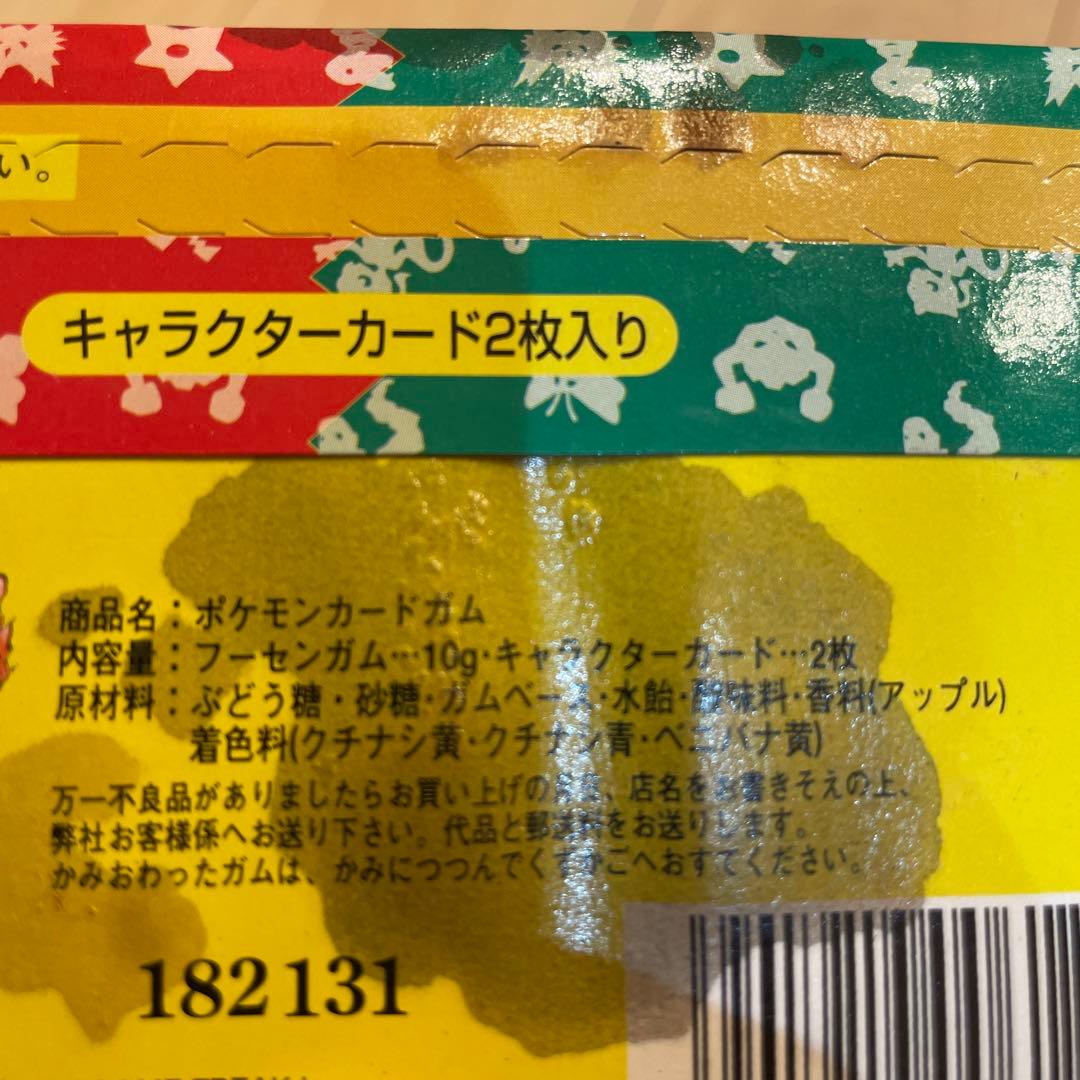 い。
キャラクターカード2枚入り
商品名：ポケモンカードガム
内容量：フーセンガム…10g・キャラクターカード…2枚
原材料：ぶどう糖・砂糖・ガムベース・水飴・酸味料・香料(アップル)
着色料(クチナシ黄・クチナシ青・ベニバナ黄)
万一不良品がありましたらお買い上げの、店名をお書きそえの上、
弊社お客様係へお送り下さい。代品と郵送料をお送りします。
かみおわったガムは、かみにつつんでくずかごへおすてください。
182131